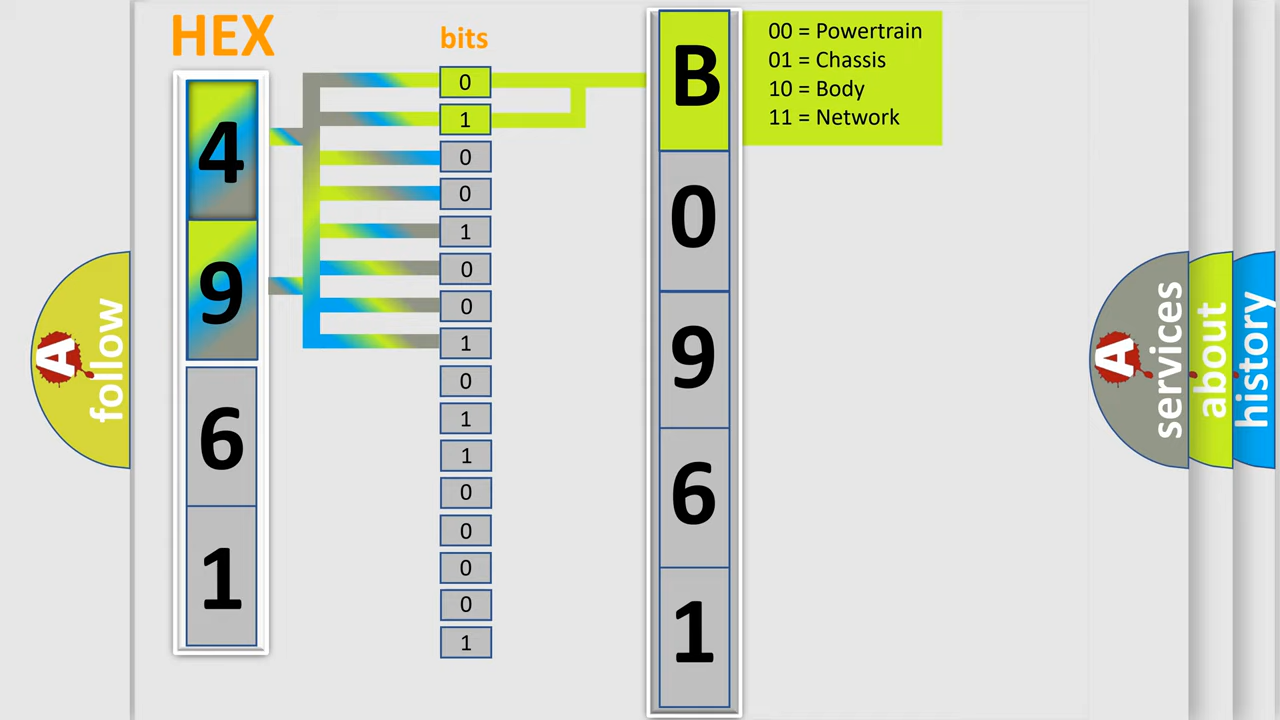 HEX
4
9
6
1
bits
0
1
0
0
1
0
0
1
0
1
1
0
0
0
0
1
B
0
9
6
1
00 = Powertrain
01 = Chassis
10 = Body
11 = Network
A
follow
A
services
about
history